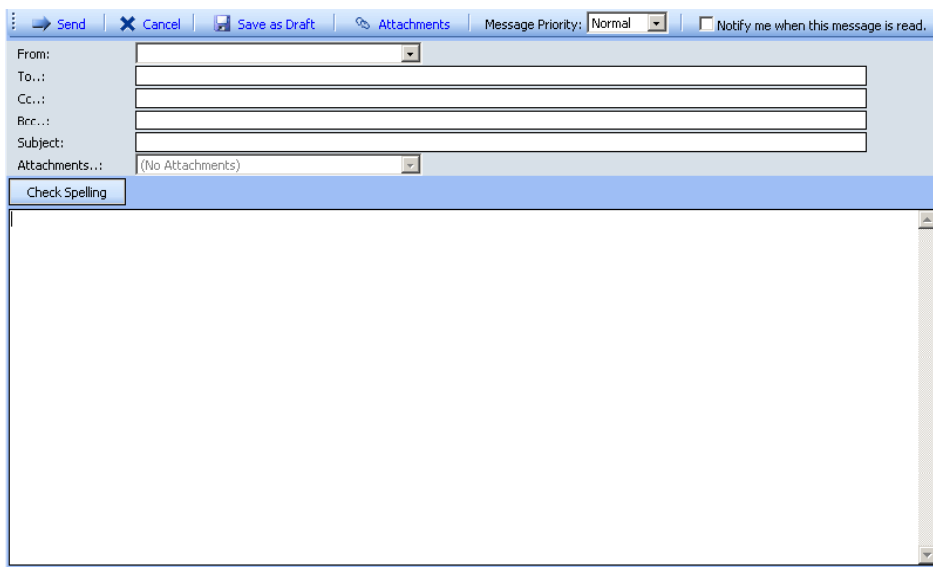 Send Cancel Save as Draft Attachments Message Priority: Normal Notify me when this message is read.
From:
To..:
Cc..:
Bcc..:
Subject:
Attachments..: (No Attachments)
Check Spelling